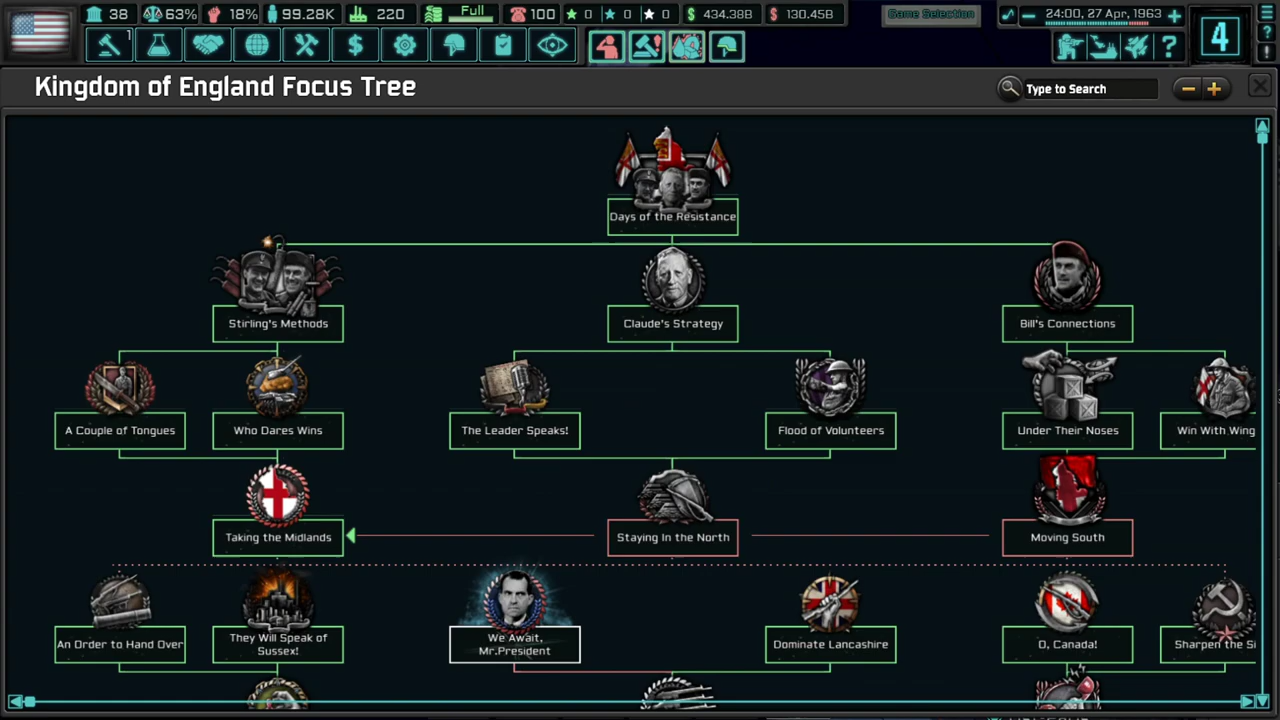 38 63% 18% 99.28K 220 Full 100 0 0 0 $ 434.38B $ 130.45B Game Selection 24:00, 27 Apr, 1963
1
4
?
?
!
Kingdom of England Focus Tree
Type to Search
Days of the Resistance
Stirling's Methods
Claude's Strategy
Bill's Connections
A Couple of Tongues
Who Dares Wins
The Leader Speaks!
Flood of Volunteers
Under Their Noses
Win With Wing
Taking the Midlands
Staying In the North
Moving South
An Order to Hand Over
They Will Speak of
Sussex!
We Await,
Mr.President
Dominate Lancashire
O, Canada!
Sharpen the Si